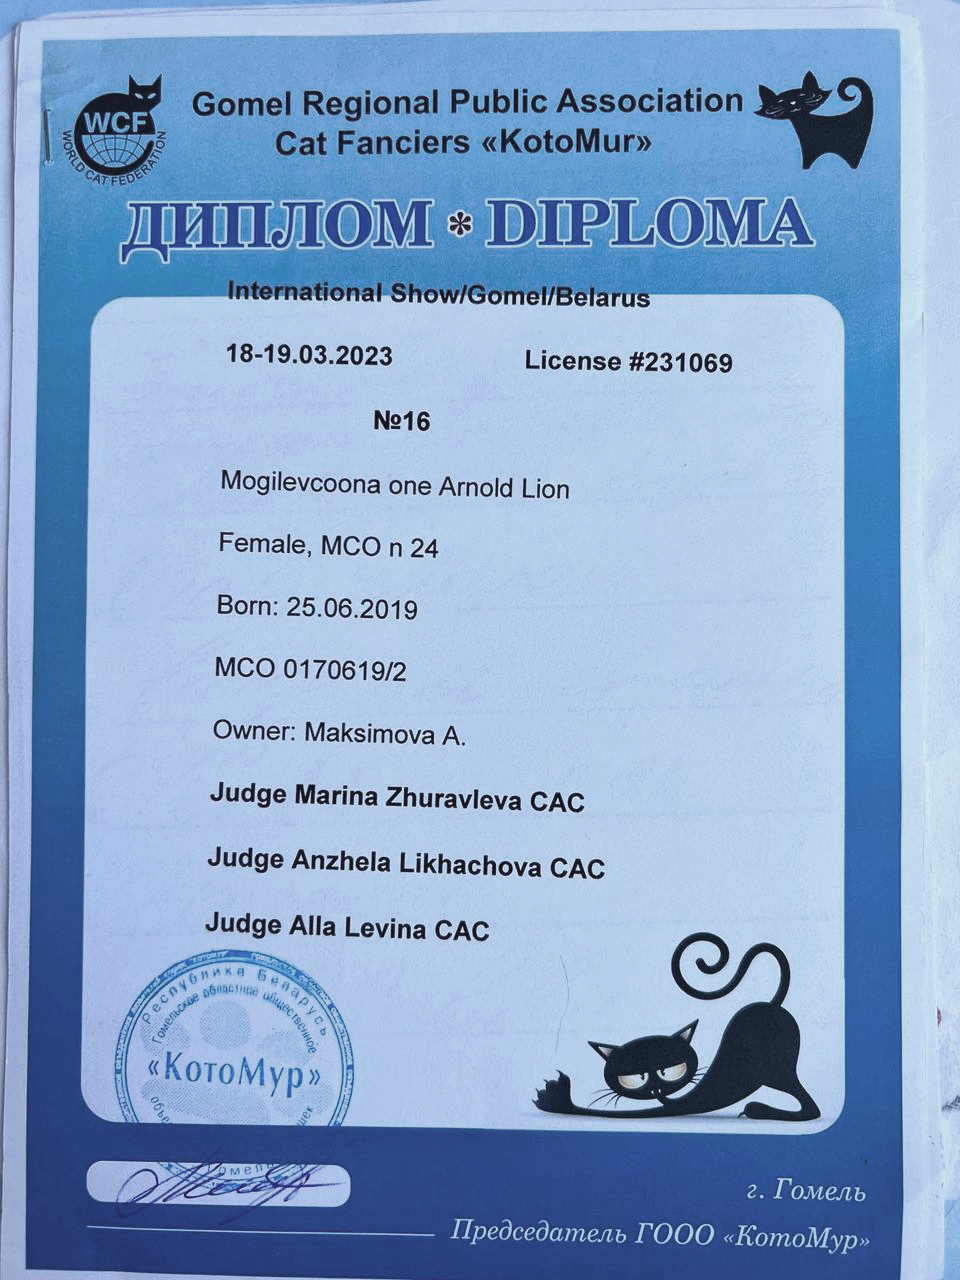 WCF
WORLD CAT FEDERATION
Gomel Regional Public Association
Cat Fanciers «KotoMur»
ДИПЛОМ * DIPLOMA
International Show/Gomel/Belarus
18-19.03.2023 License #231069
№16
Mogilevcoona one Arnold Lion
Female, MCO n 24
Born: 25.06.2019
MCO 0170619/2
Owner: Maksimova A.
Judge Marina Zhuravleva CAC
Judge Anzhela Likhachova CAC
Judge Alla Levina CAC
Республика Беларусь
Гомельское областное общественное
«КотоМур»
г. Гомель
Председатель ГООО «КотоМур»